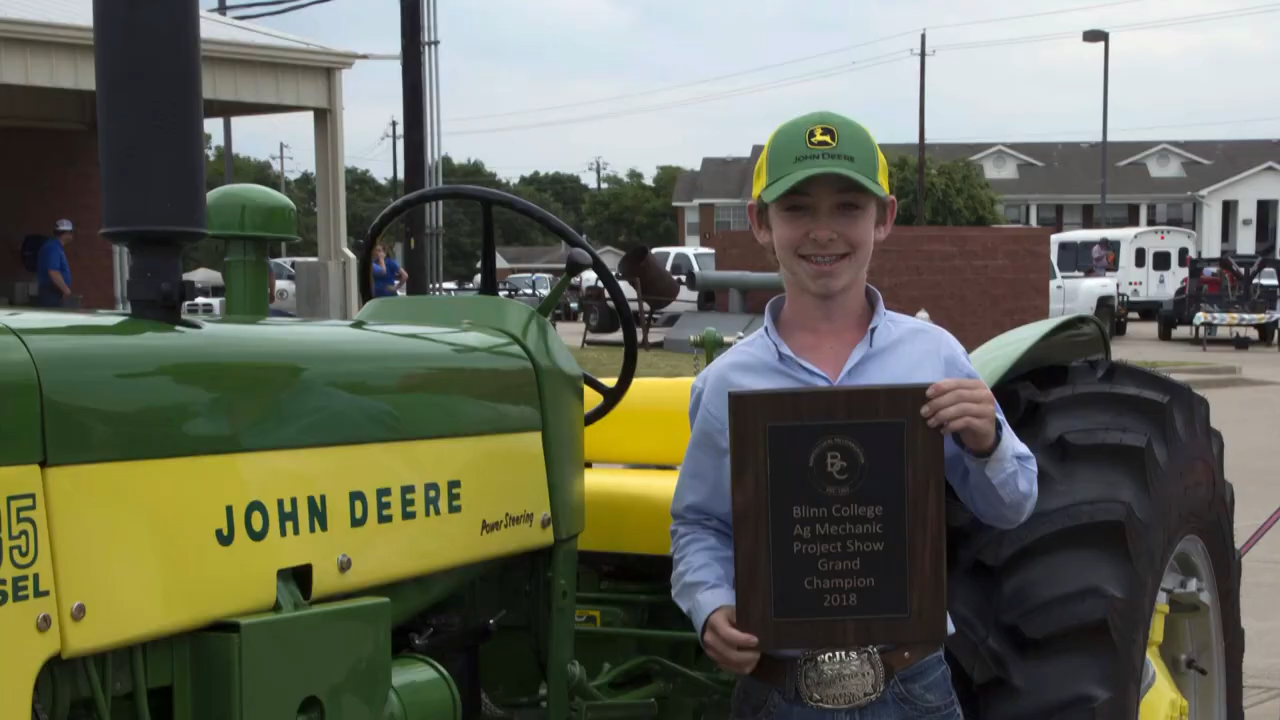 JOHN DEERE
JOHN DEERE
Power Steering
35
SEL
BC
Blinn College
Ag Mechanic
Project Show
Grand
Champion
2018